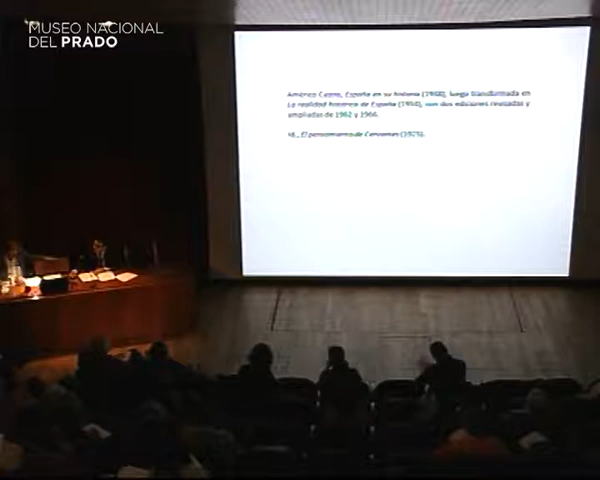 MUSEO NACIONAL
DEL PRADO
Américo Castro, España en su historia (1948), luego transformada en
La realidad histórica de España (1954), con dos ediciones revisadas y
ampliadas de 1962 y 1966.
Id., El pensamiento de Cervantes (1925).